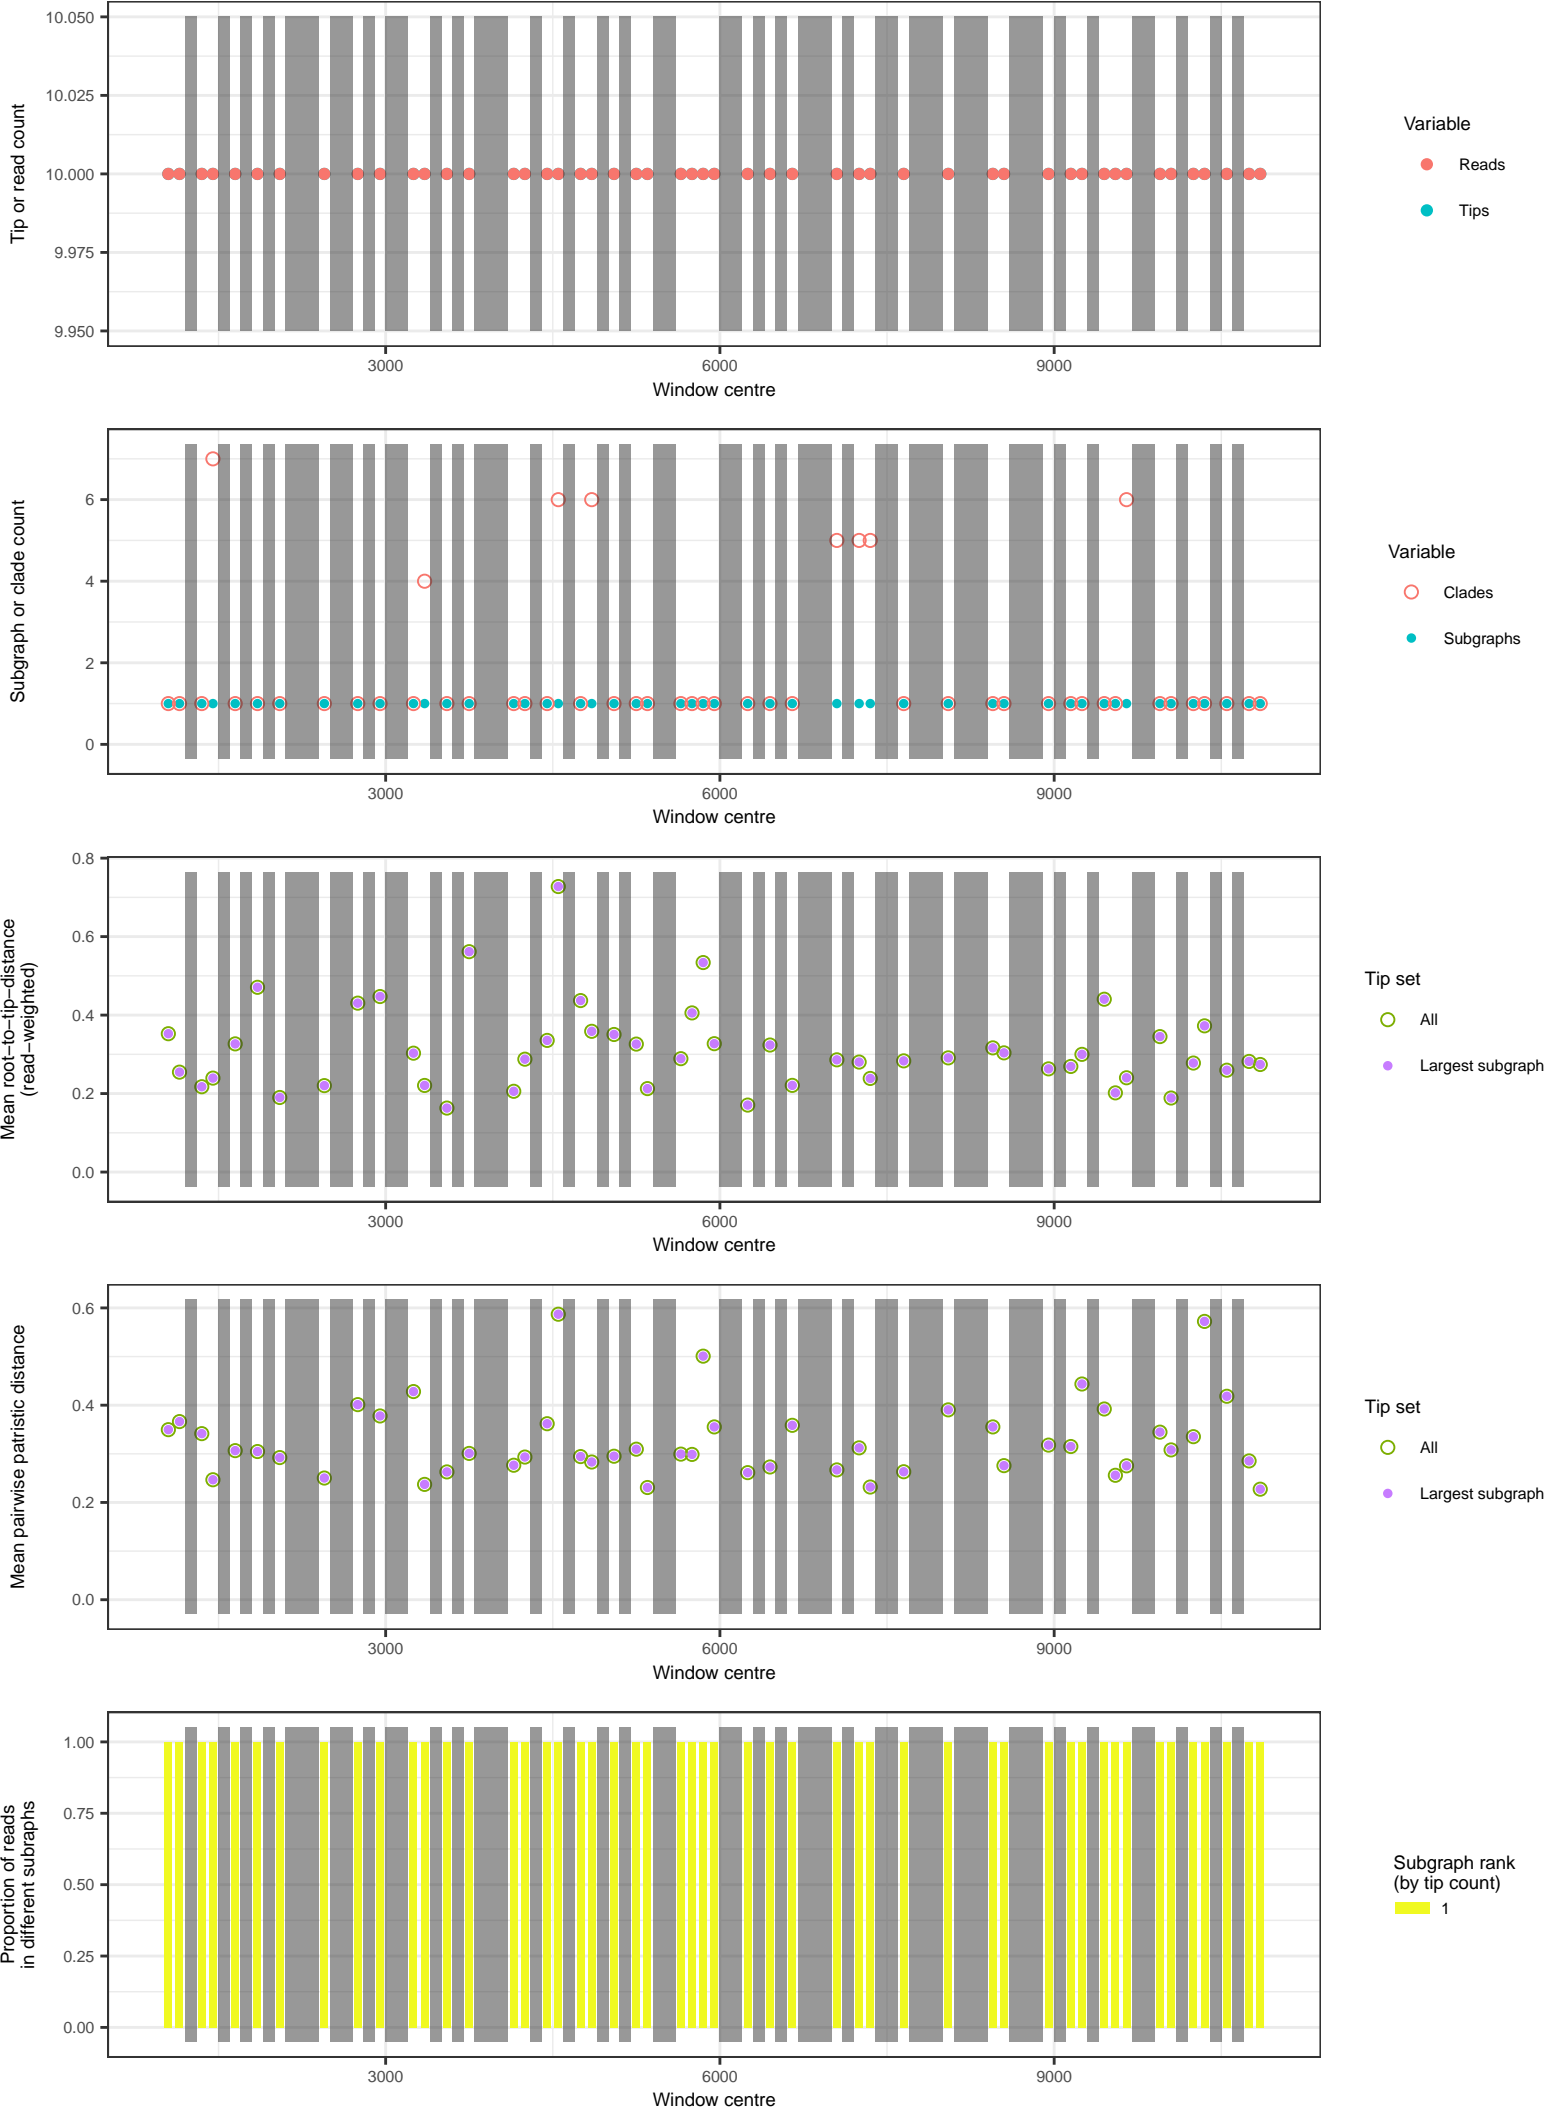 10.050
10.025
10.000
9.975
9.950
Tip or read count
3000
6000
9000
Window centre
Variable
Reads
Tips
6
4
2
0
Subgraph or clade count
3000
6000
9000
Window centre
Variable
Clades
Subgraphs
0.8
0.6
0.4
0.2
0.0
Mean root-to-tip-distance
(read-weighted)
3000
6000
9000
Window centre
Tip set
All
Largest subgraph
0.6
0.4
0.2
0.0
Mean pairwise patristic distance
3000
6000
9000
Window centre
Tip set
All
Largest subgraph
1.00
0.75
0.50
0.25
0.00
Proportion of reads
in different subraphs
3000
6000
9000
Window centre
Subgraph rank
(by tip count)
1